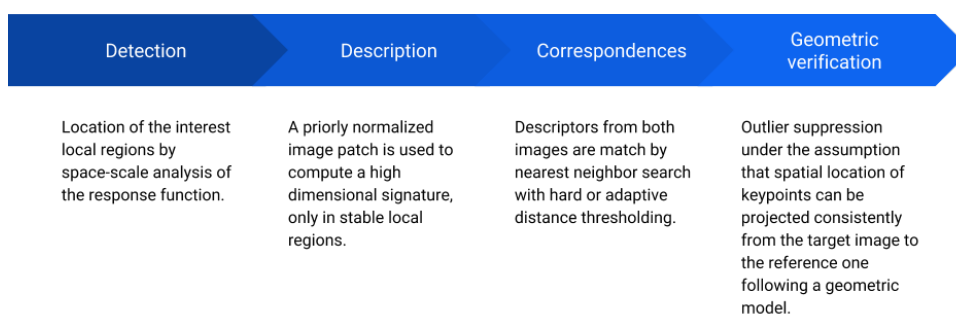 Detection
Description
Correspondences
Geometric
verification
Location of the interest
local regions by
space-scale analysis of
the response function.
A priorly normalized
image patch is used to
compute a high
dimensional signature,
only in stable local
regions.
Descriptors from both
images are match by
nearest neighbor search
with hard or adaptive
distance thresholding.
Outlier suppression
under the assumption
that spatial location of
keypoints can be
projected consistently
from the target image to
the reference one
following a geometric
model.